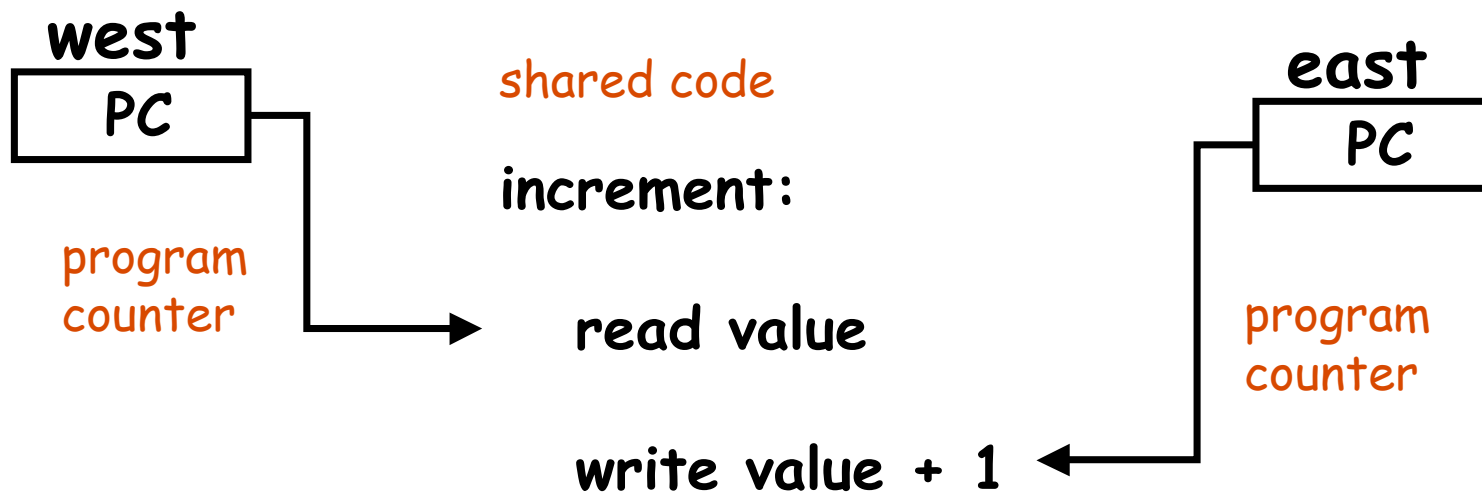 west
PC
program
counter
shared code
increment:
read value
write value + 1
east
PC
program
counter